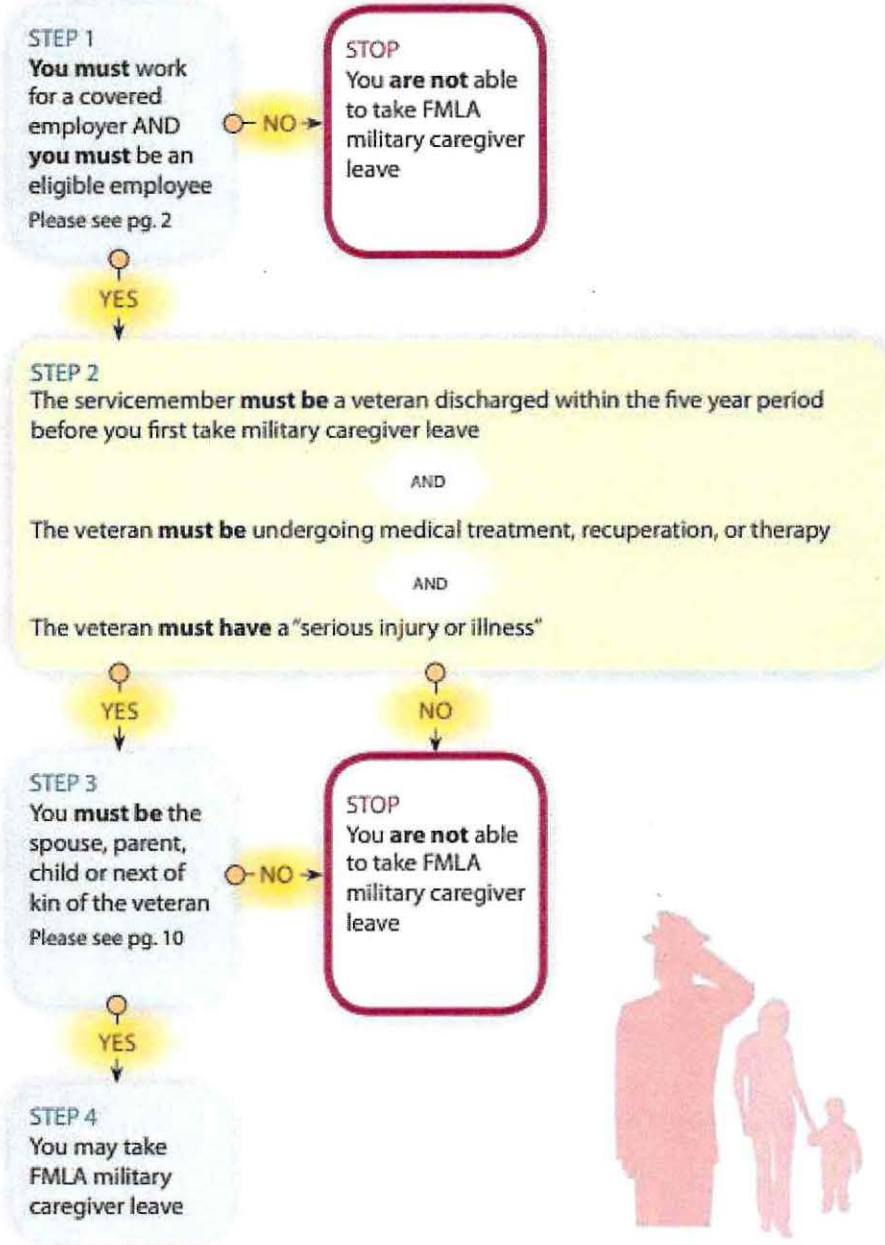 STEP 1
You must work
for a covered
employer AND
you must be an
eligible employee
Please see pg. 2
NO
STOP
You are not able
to take FMLA
military caregiver
leave
YES
STEP 2
The servicemember must be a veteran discharged within the five year period
before you first take military caregiver leave
AND
The veteran must be undergoing medical treatment, recuperation, or therapy
AND
The veteran must have a "serious injury or illness"
YES
NO
STEP 3
You must be the
spouse, parent,
child or next of
kin of the veteran
Please see pg. 10
NO
STOP
You are not able
to take FMLA
military caregiver
leave
YES
STEP 4
You may take
FMLA military
caregiver leave